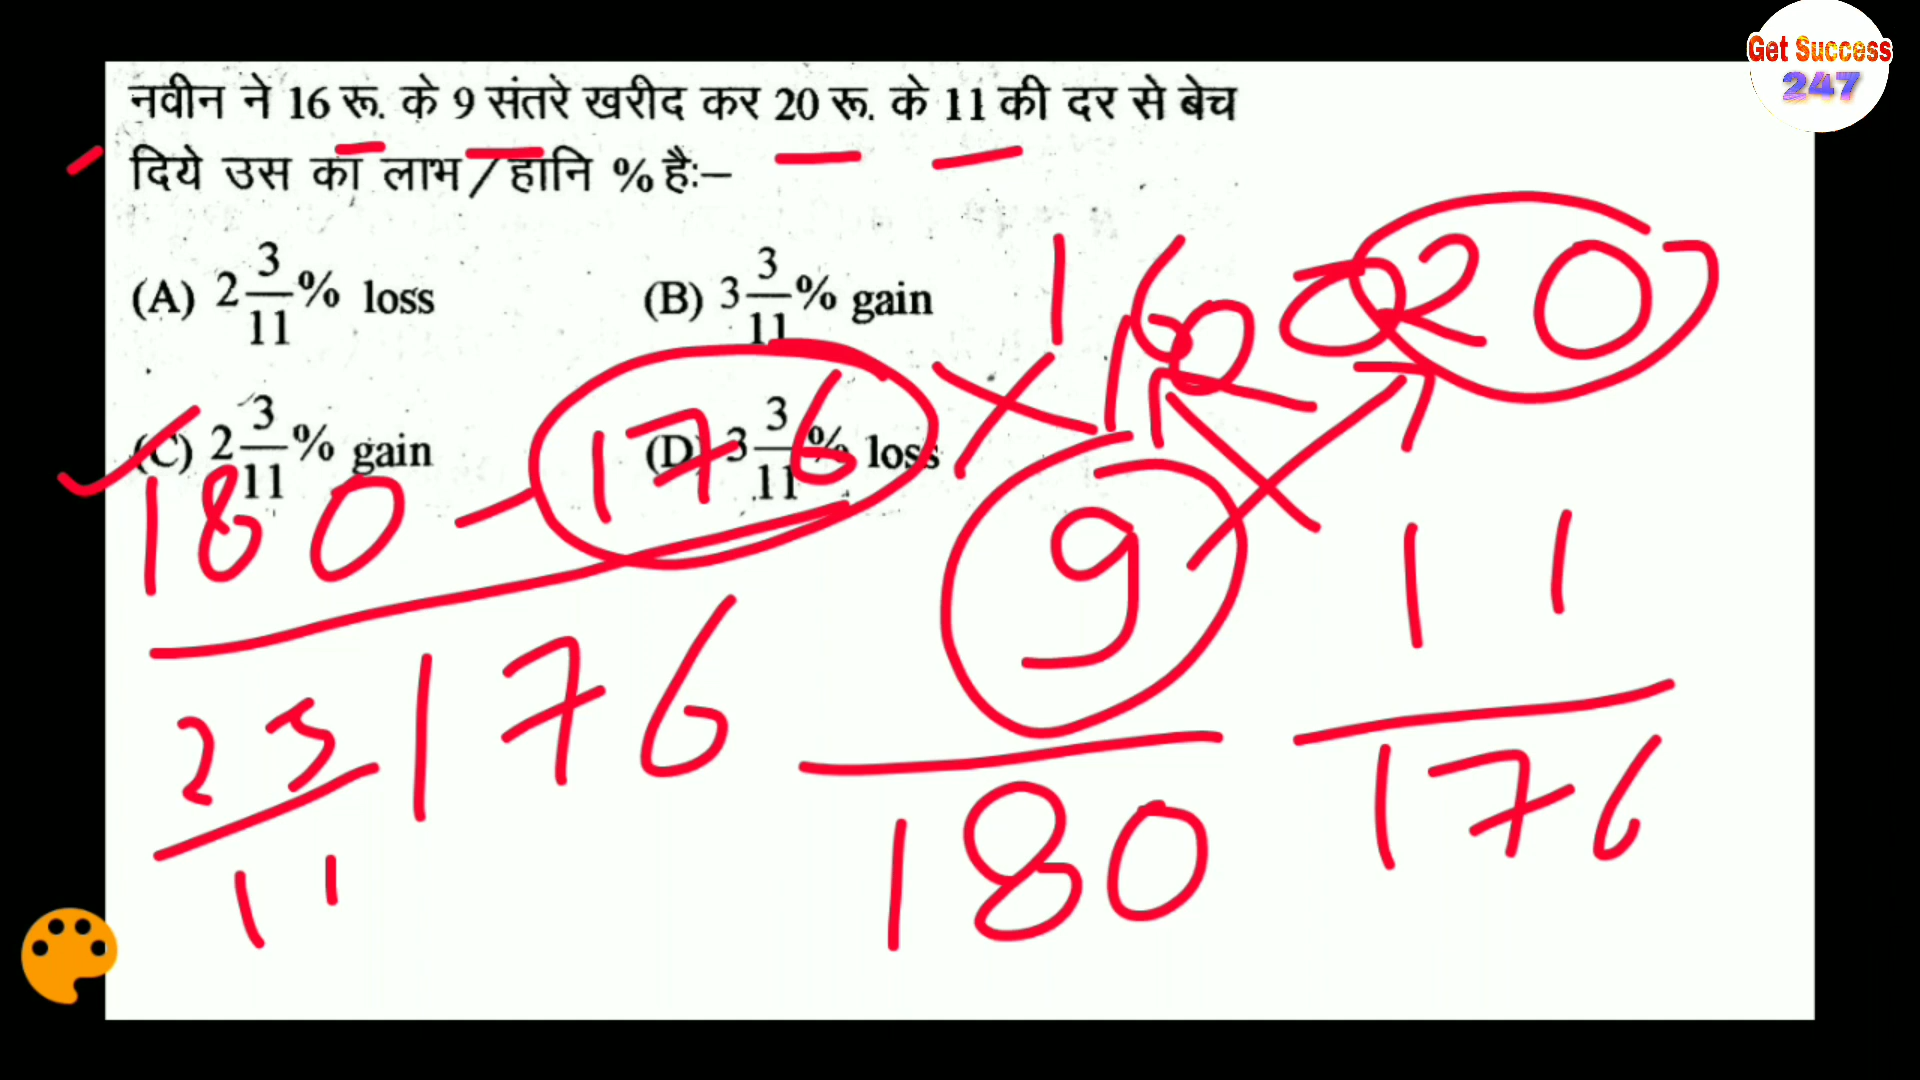 Get Success
247
नवीन ने 16 रू. के 9 संतरे खरीद कर 20 रू. के 11 की दर से बेच
दिये उस का लाभ/हानि % है:–
(A) 2 3/11 % loss
(B) 3 3/11 % gain
(C) 2 3/11 % gain
(D) 3 3/11 % loss
16 20
9 11
180 176
180 - 176
176
23
11